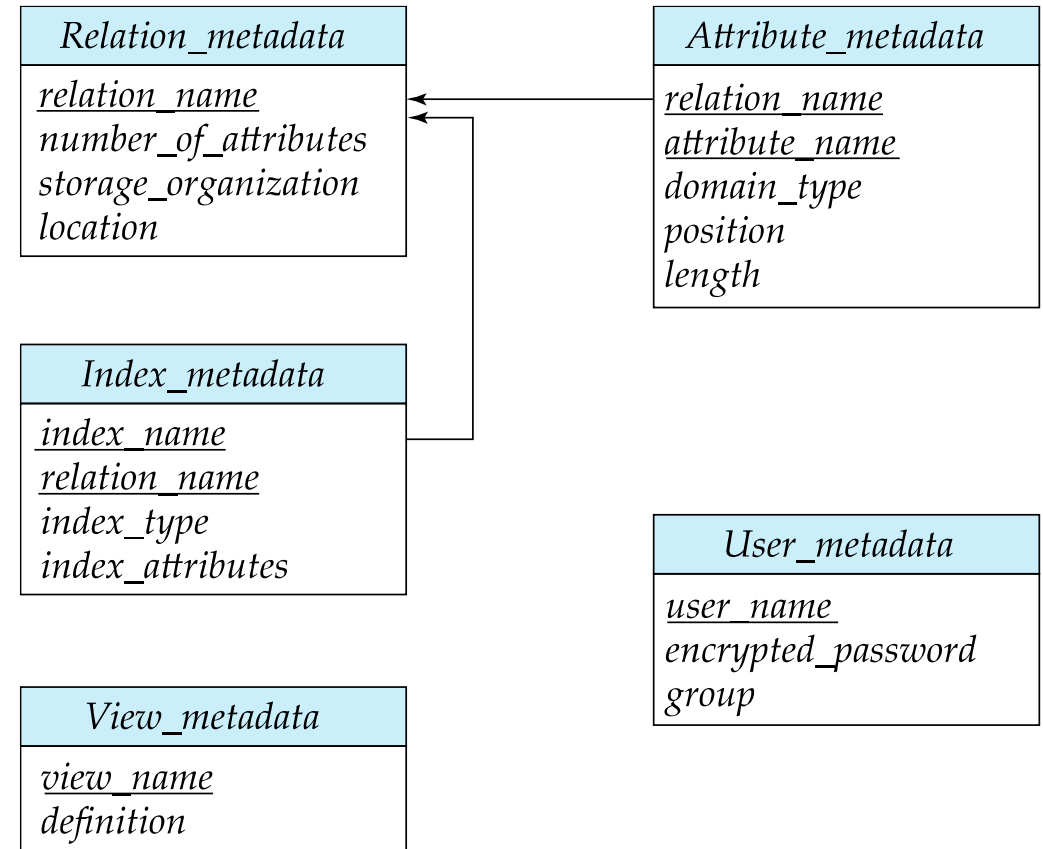 Relation_metadata
relation_name
number_of_attributes
storage_organization
location
Attribute_metadata
relation_name
attribute_name
domain_type
position
length
Index_metadata
index_name
relation_name
index_type
index_attributes
User_metadata
user_name
encrypted_password
group
View_metadata
view_name
definition